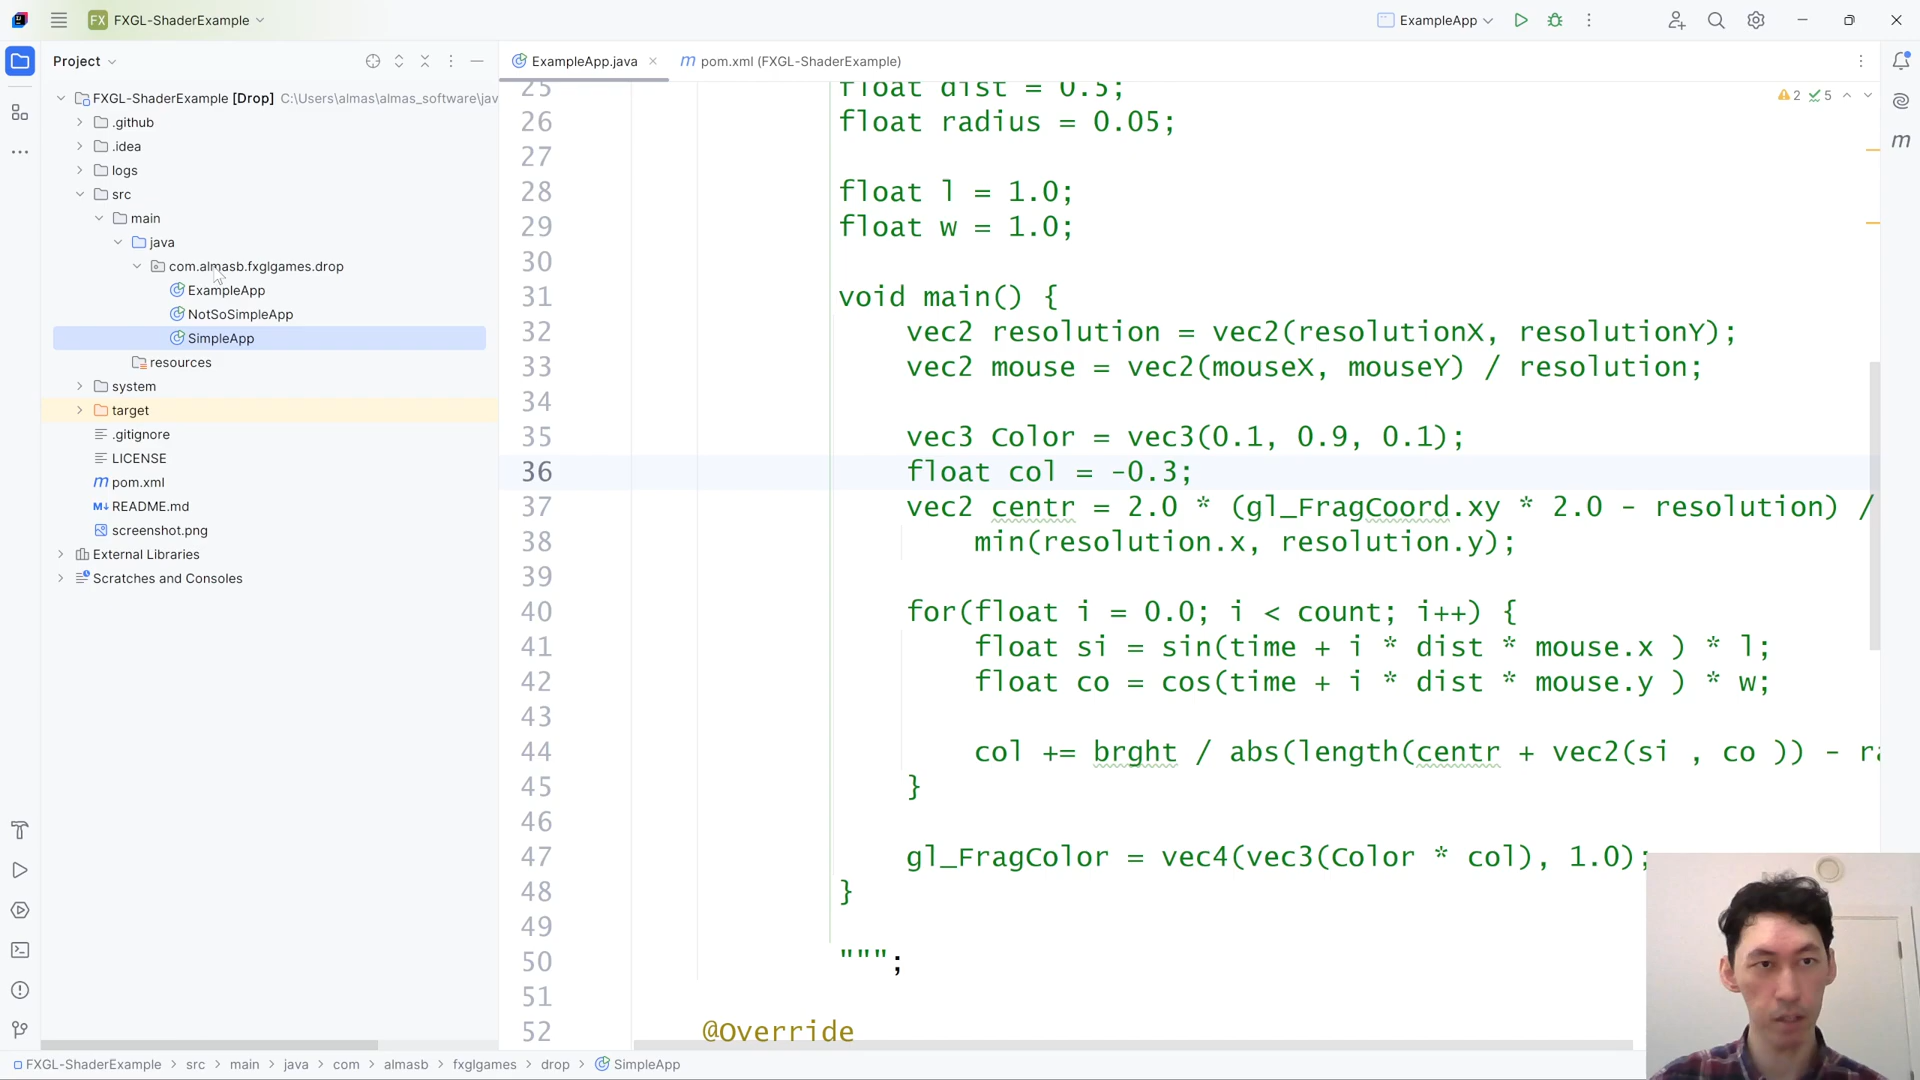 FX FXGL-ShaderExample
ExampleApp
Project
ExampleApp.java
m pom.xml (FXGL-ShaderExample)
FXGL-ShaderExample [Drop] C:\Users\almas\almas_software\jav
.github
.idea
logs
src
main
java
com.almasb.fxglgames.drop
ExampleApp
NotSoSimpleApp
SimpleApp
resources
system
target
.gitignore
LICENSE
m pom.xml
M↓ README.md
screenshot.png
External Libraries
Scratches and Consoles
2 5
25 float dist = 0.5;
26 float radius = 0.05;
27
28 float l = 1.0;
29 float w = 1.0;
30
31 void main() {
32 vec2 resolution = vec2(resolutionX, resolutionY);
33 vec2 mouse = vec2(mouseX, mouseY) / resolution;
34
35 vec3 Color = vec3(0.1, 0.9, 0.1);
36 float col = -0.3;
37 vec2 centr = 2.0 * (gl_FragCoord.xy * 2.0 - resolution) /
38 min(resolution.x, resolution.y);
39
40 for(float i = 0.0; i < count; i++) {
41 float si = sin(time + i * dist * mouse.x ) * l;
42 float co = cos(time + i * dist * mouse.y ) * w;
43
44 col += brght / abs(length(centr + vec2(si , co )) - ra
45 }
46
47 gl_FragColor = vec4(vec3(Color * col), 1.0);
48 }
49
50 """;
51
52 @Override
m
FXGL-ShaderExample > src > main > java > com > almasb > fxglgames > drop > SimpleApp